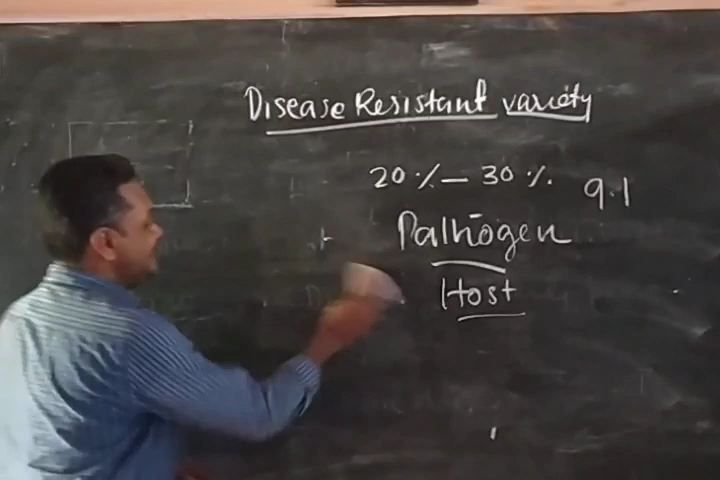 Disease Resistant variety
20% — 30%. 9.1
Pathogen
Host